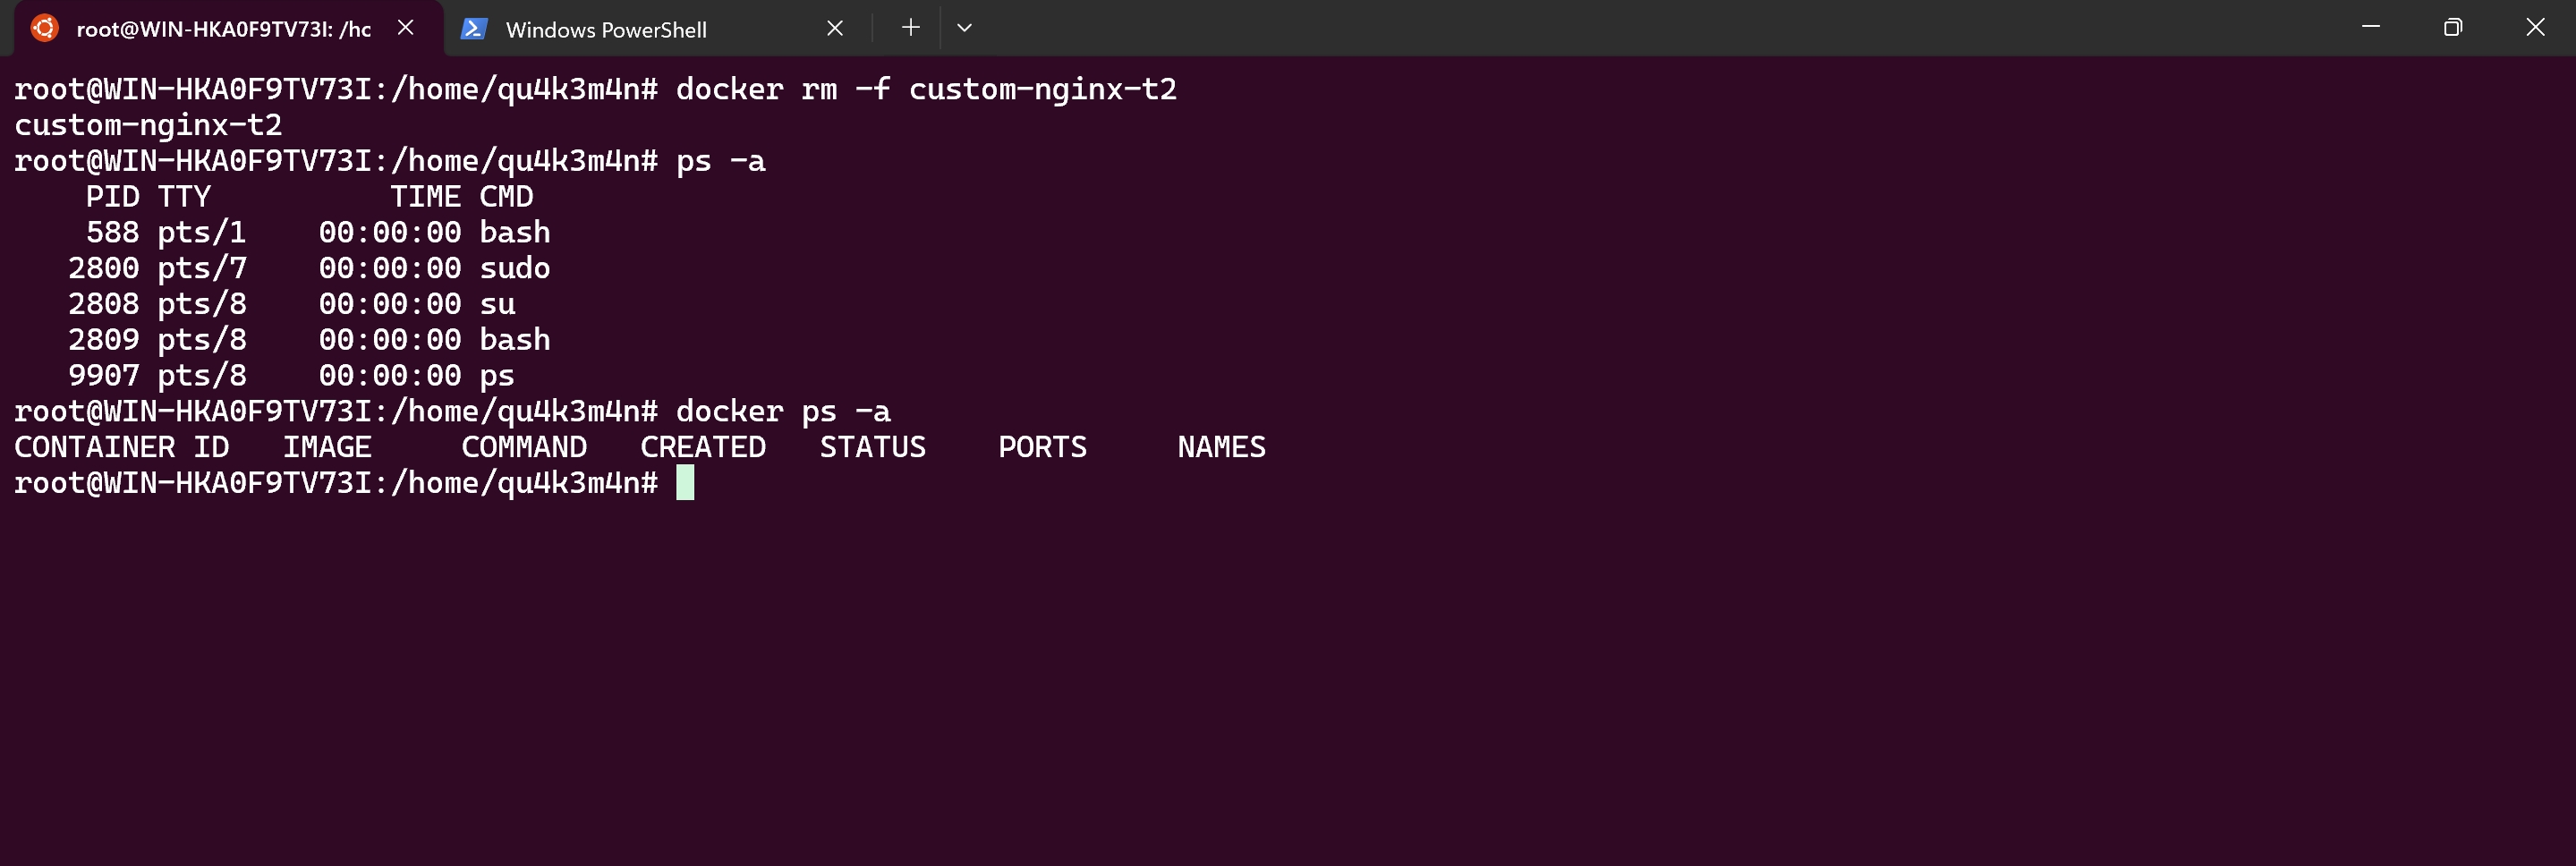 root@WIN-HKA0F9TV73I: /hc
Windows PowerShell
root@WIN-HKA0F9TV73I:/home/qu4k3m4n# docker rm -f custom-nginx-t2
custom-nginx-t2
root@WIN-HKA0F9TV73I:/home/qu4k3m4n# ps -a
    PID TTY          TIME CMD
    588 pts/1    00:00:00 bash
   2800 pts/7    00:00:00 sudo
   2808 pts/8    00:00:00 su
   2809 pts/8    00:00:00 bash
   9907 pts/8    00:00:00 ps
root@WIN-HKA0F9TV73I:/home/qu4k3m4n# docker ps -a
CONTAINER ID   IMAGE     COMMAND   CREATED   STATUS    PORTS     NAMES
root@WIN-HKA0F9TV73I:/home/qu4k3m4n#